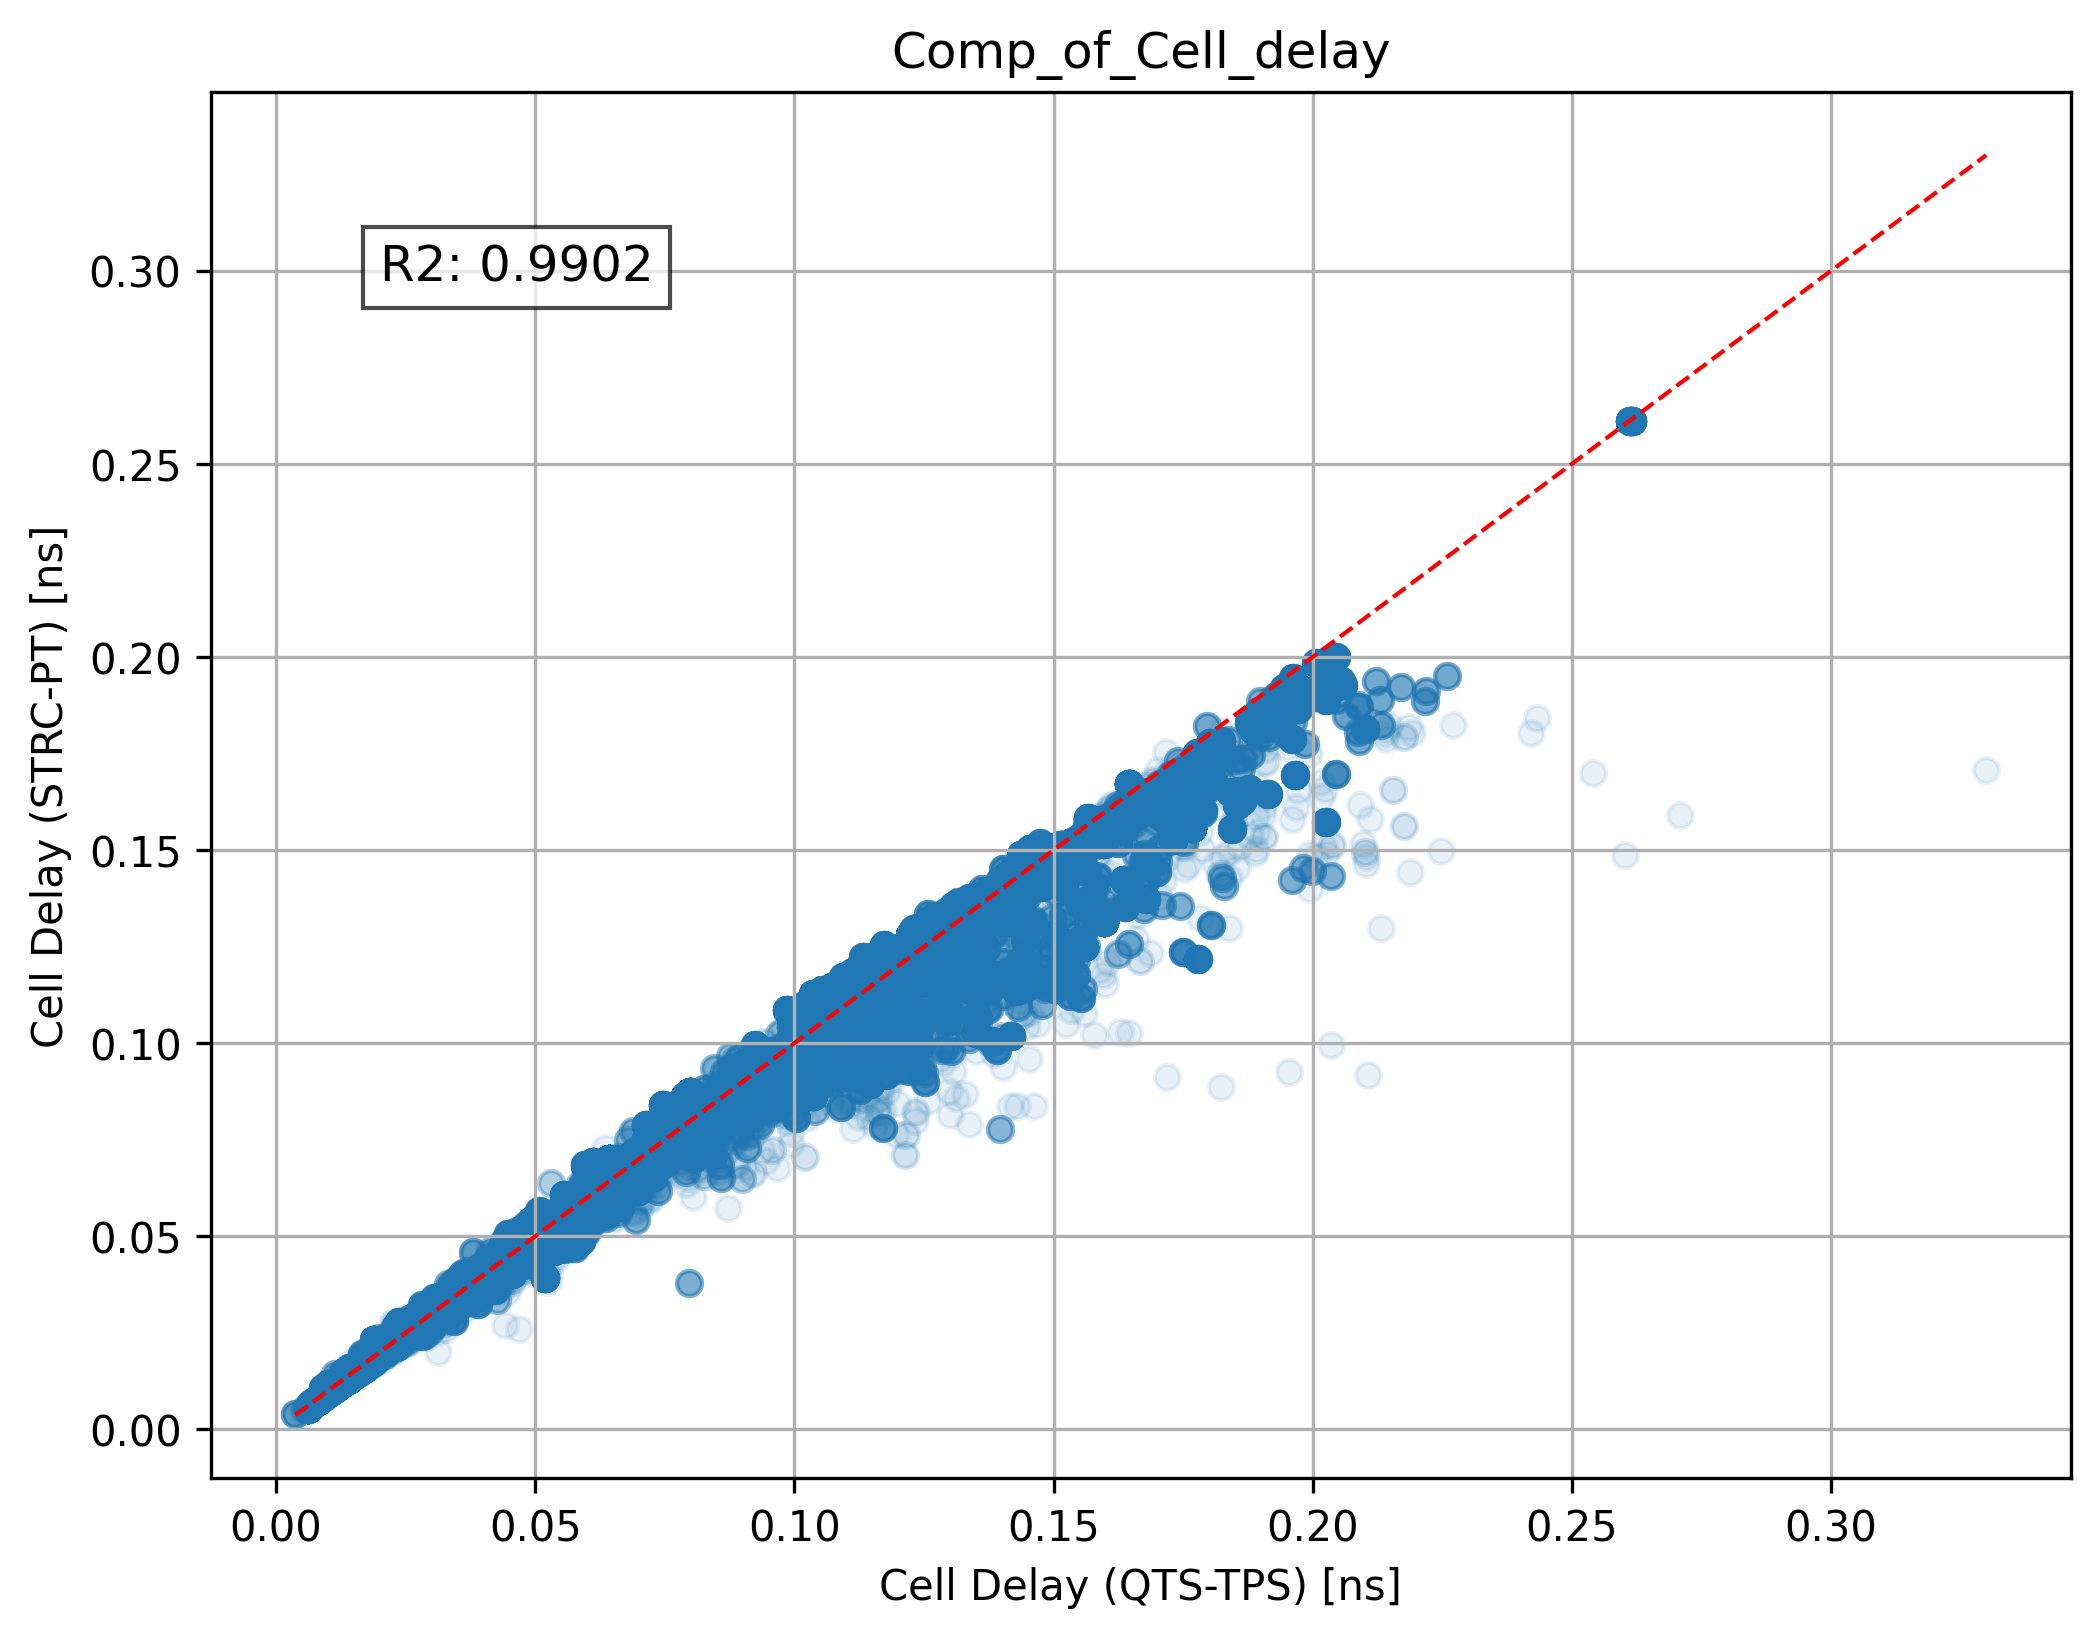 Comp_of_Cell_delay
R2: 0.9902
Cell Delay (STRC-PT) [ns]
0.30
0.25
0.20
0.15
0.10
0.05
0.00
0.00 0.05 0.10 0.15 0.20 0.25 0.30
Cell Delay (QTS-TPS) [ns]